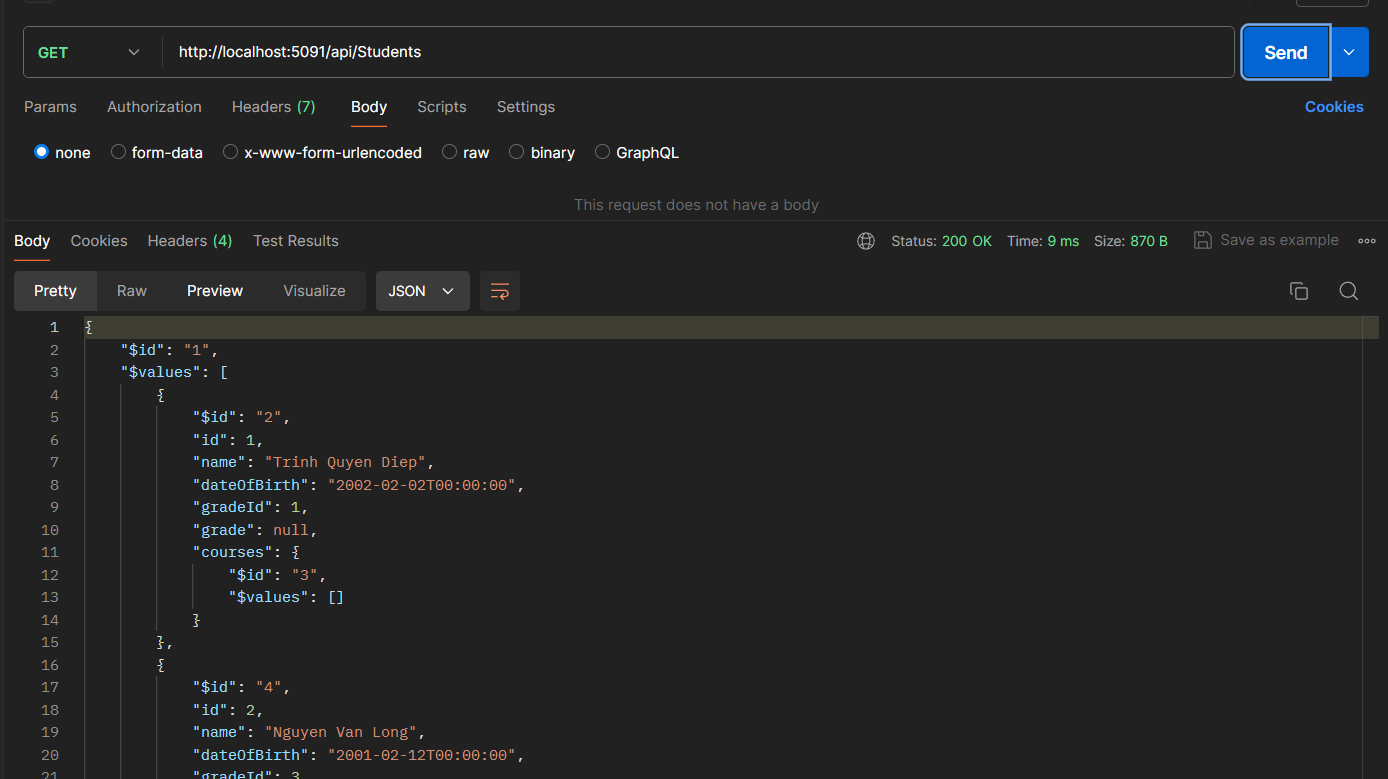 GET http://localhost:5091/api/Students Send
Params Authorization Headers (7) Body Scripts Settings Cookies
none form-data x-www-form-urlencoded raw binary GraphQL
This request does not have a body
Body Cookies Headers (4) Test Results Status: 200 OK Time: 9 ms Size: 870 B Save as example
Pretty Raw Preview Visualize JSON
1 {
2 "$id": "1",
3 "$values": [
4 {
5 "$id": "2",
6 "id": 1,
7 "name": "Trinh Quyen Diep",
8 "dateOfBirth": "2002-02-02T00:00:00",
9 "gradeId": 1,
10 "grade": null,
11 "courses": {
12 "$id": "3",
13 "$values": []
14 }
15 },
16 {
17 "$id": "4",
18 "id": 2,
19 "name": "Nguyen Van Long",
20 "dateOfBirth": "2001-02-12T00:00:00",
21 "gradeId": 3